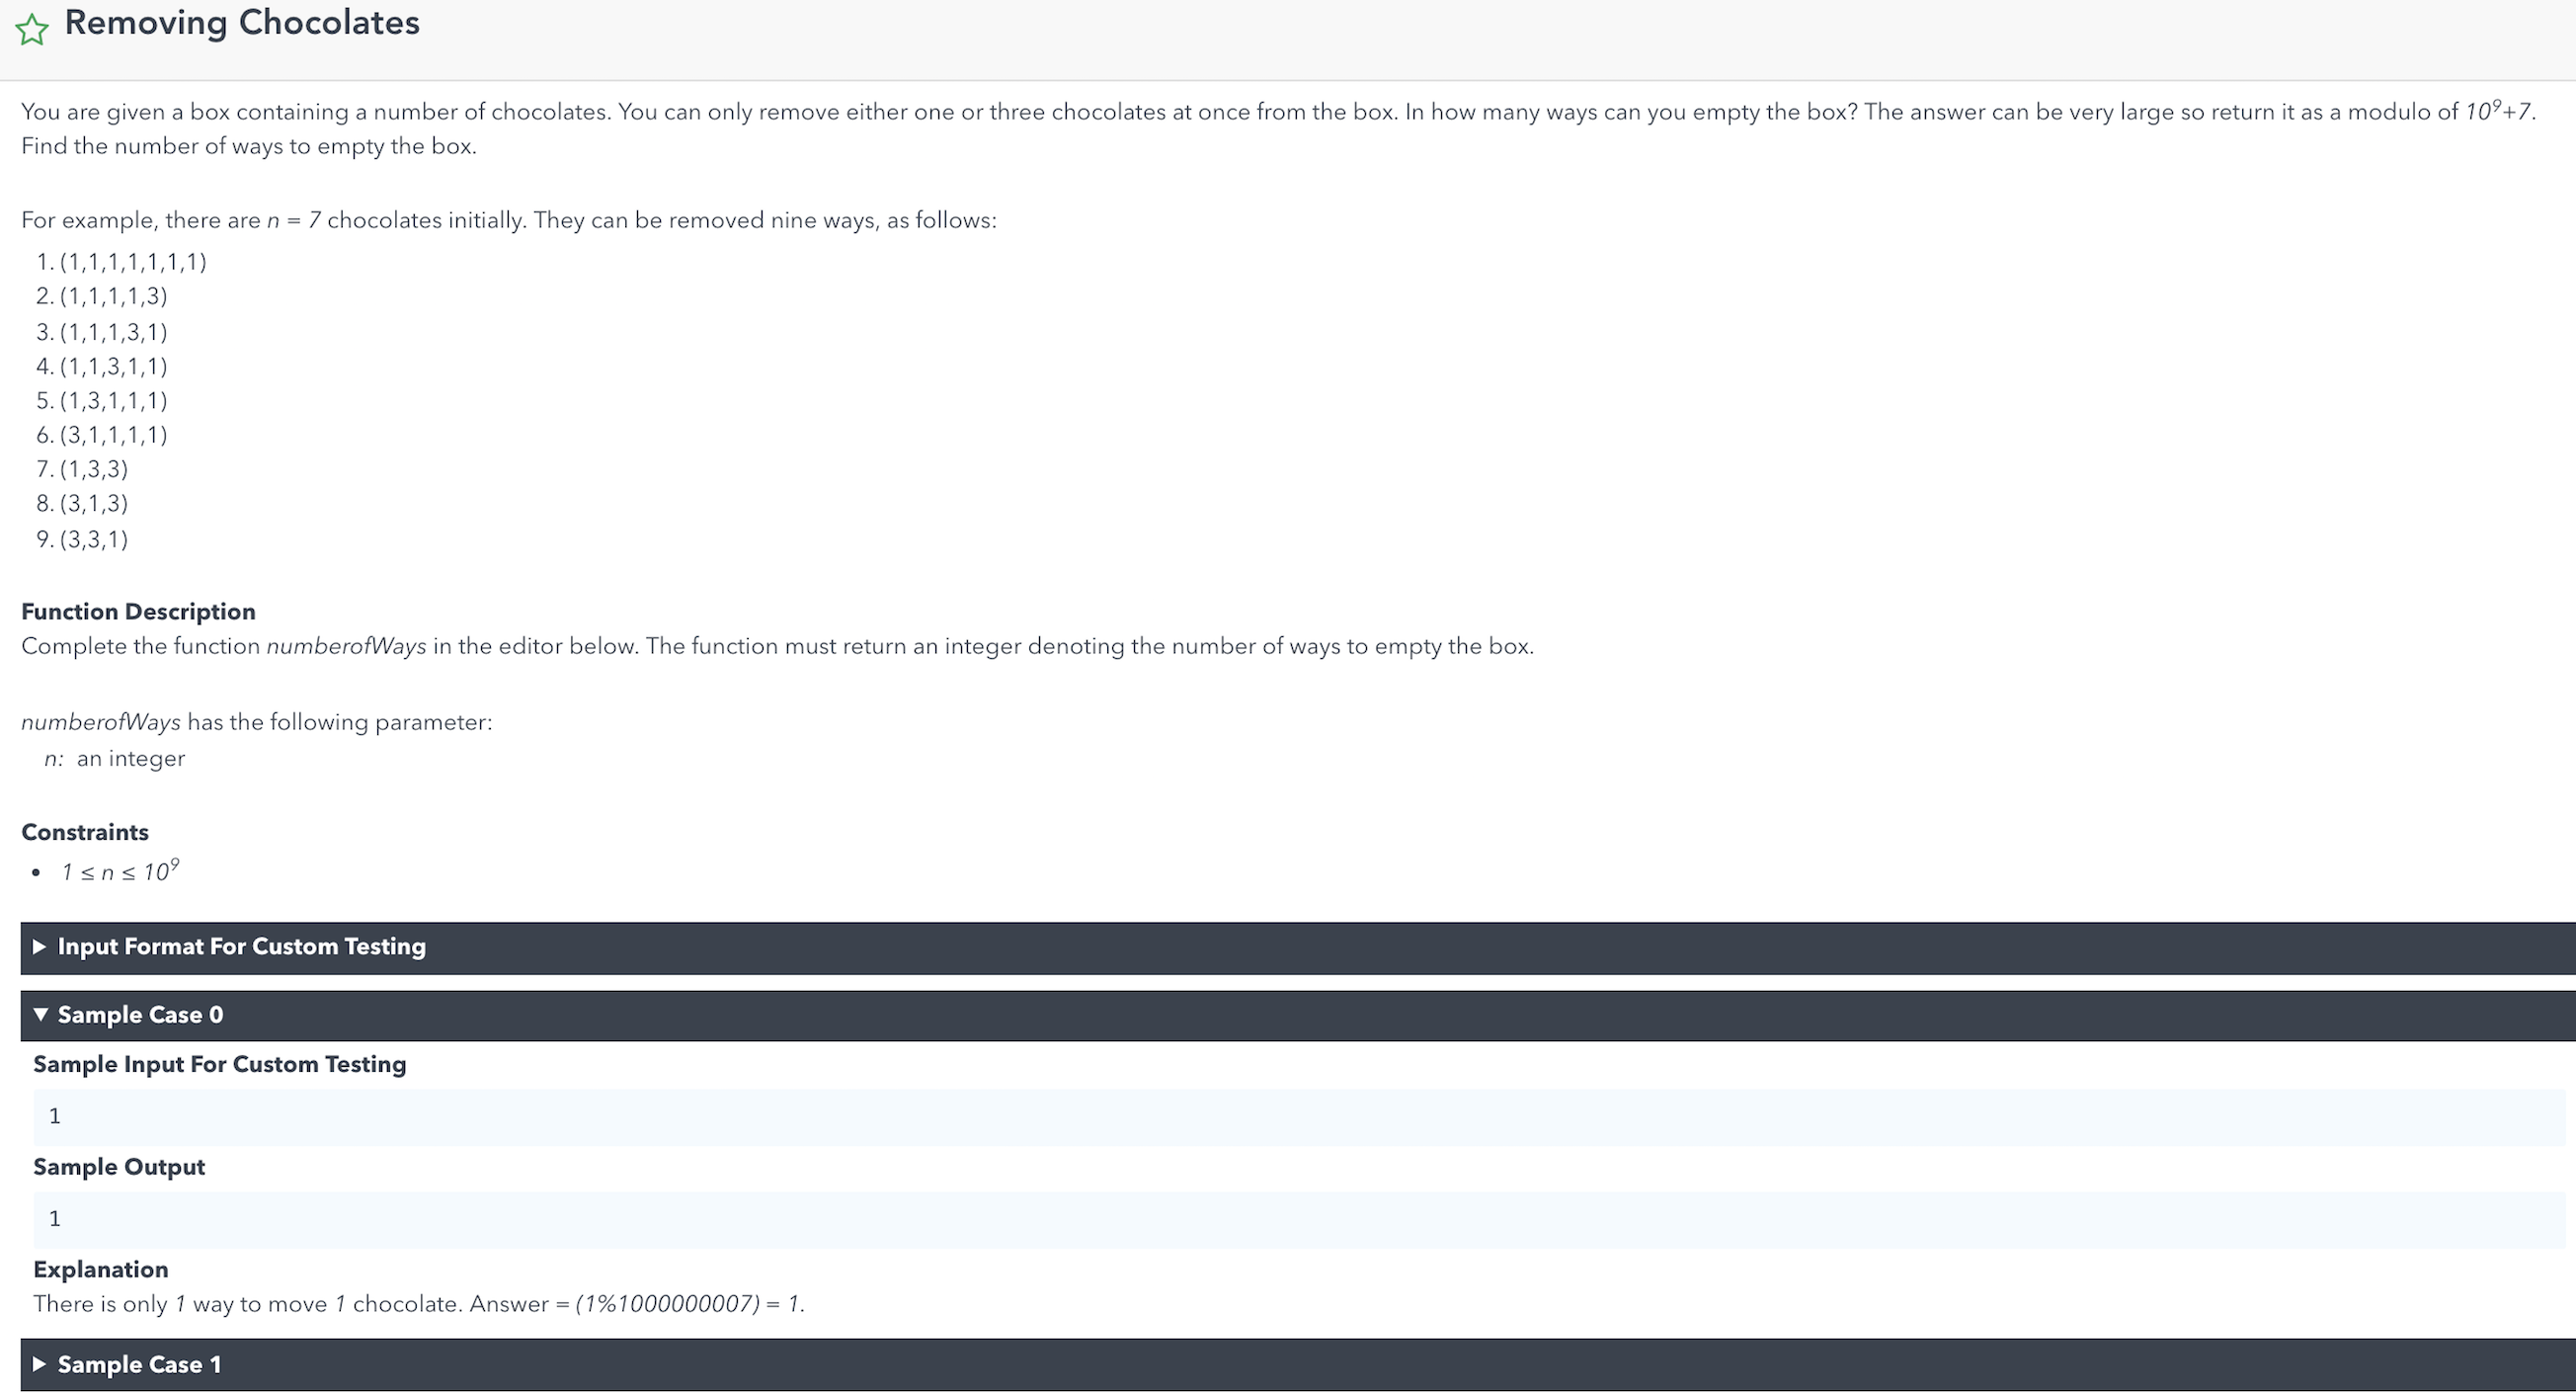 Removing Chocolates
You are given a box containing a number of chocolates. You can only remove either one or three chocolates at once from the box. In how many ways can you empty the box? The answer can be very large so return it as a modulo of 10⁹+7.
Find the number of ways to empty the box.
For example, there are n = 7 chocolates initially. They can be removed nine ways, as follows:
1. (1,1,1,1,1,1,1)
2. (1,1,1,1,3)
3. (1,1,1,3,1)
4. (1,1,3,1,1)
5. (1,3,1,1,1)
6. (3,1,1,1,1)
7. (1,3,3)
8. (3,1,3)
9. (3,3,1)
Function Description
Complete the function numberofWays in the editor below. The function must return an integer denoting the number of ways to empty the box.
numberofWays has the following parameter:
n: an integer
Constraints
• 1 ≤ n ≤ 10⁹
▶ Input Format For Custom Testing
▼ Sample Case 0
Sample Input For Custom Testing
1
Sample Output
1
Explanation
There is only 1 way to move 1 chocolate. Answer = (1%1000000007) = 1.
▶ Sample Case 1